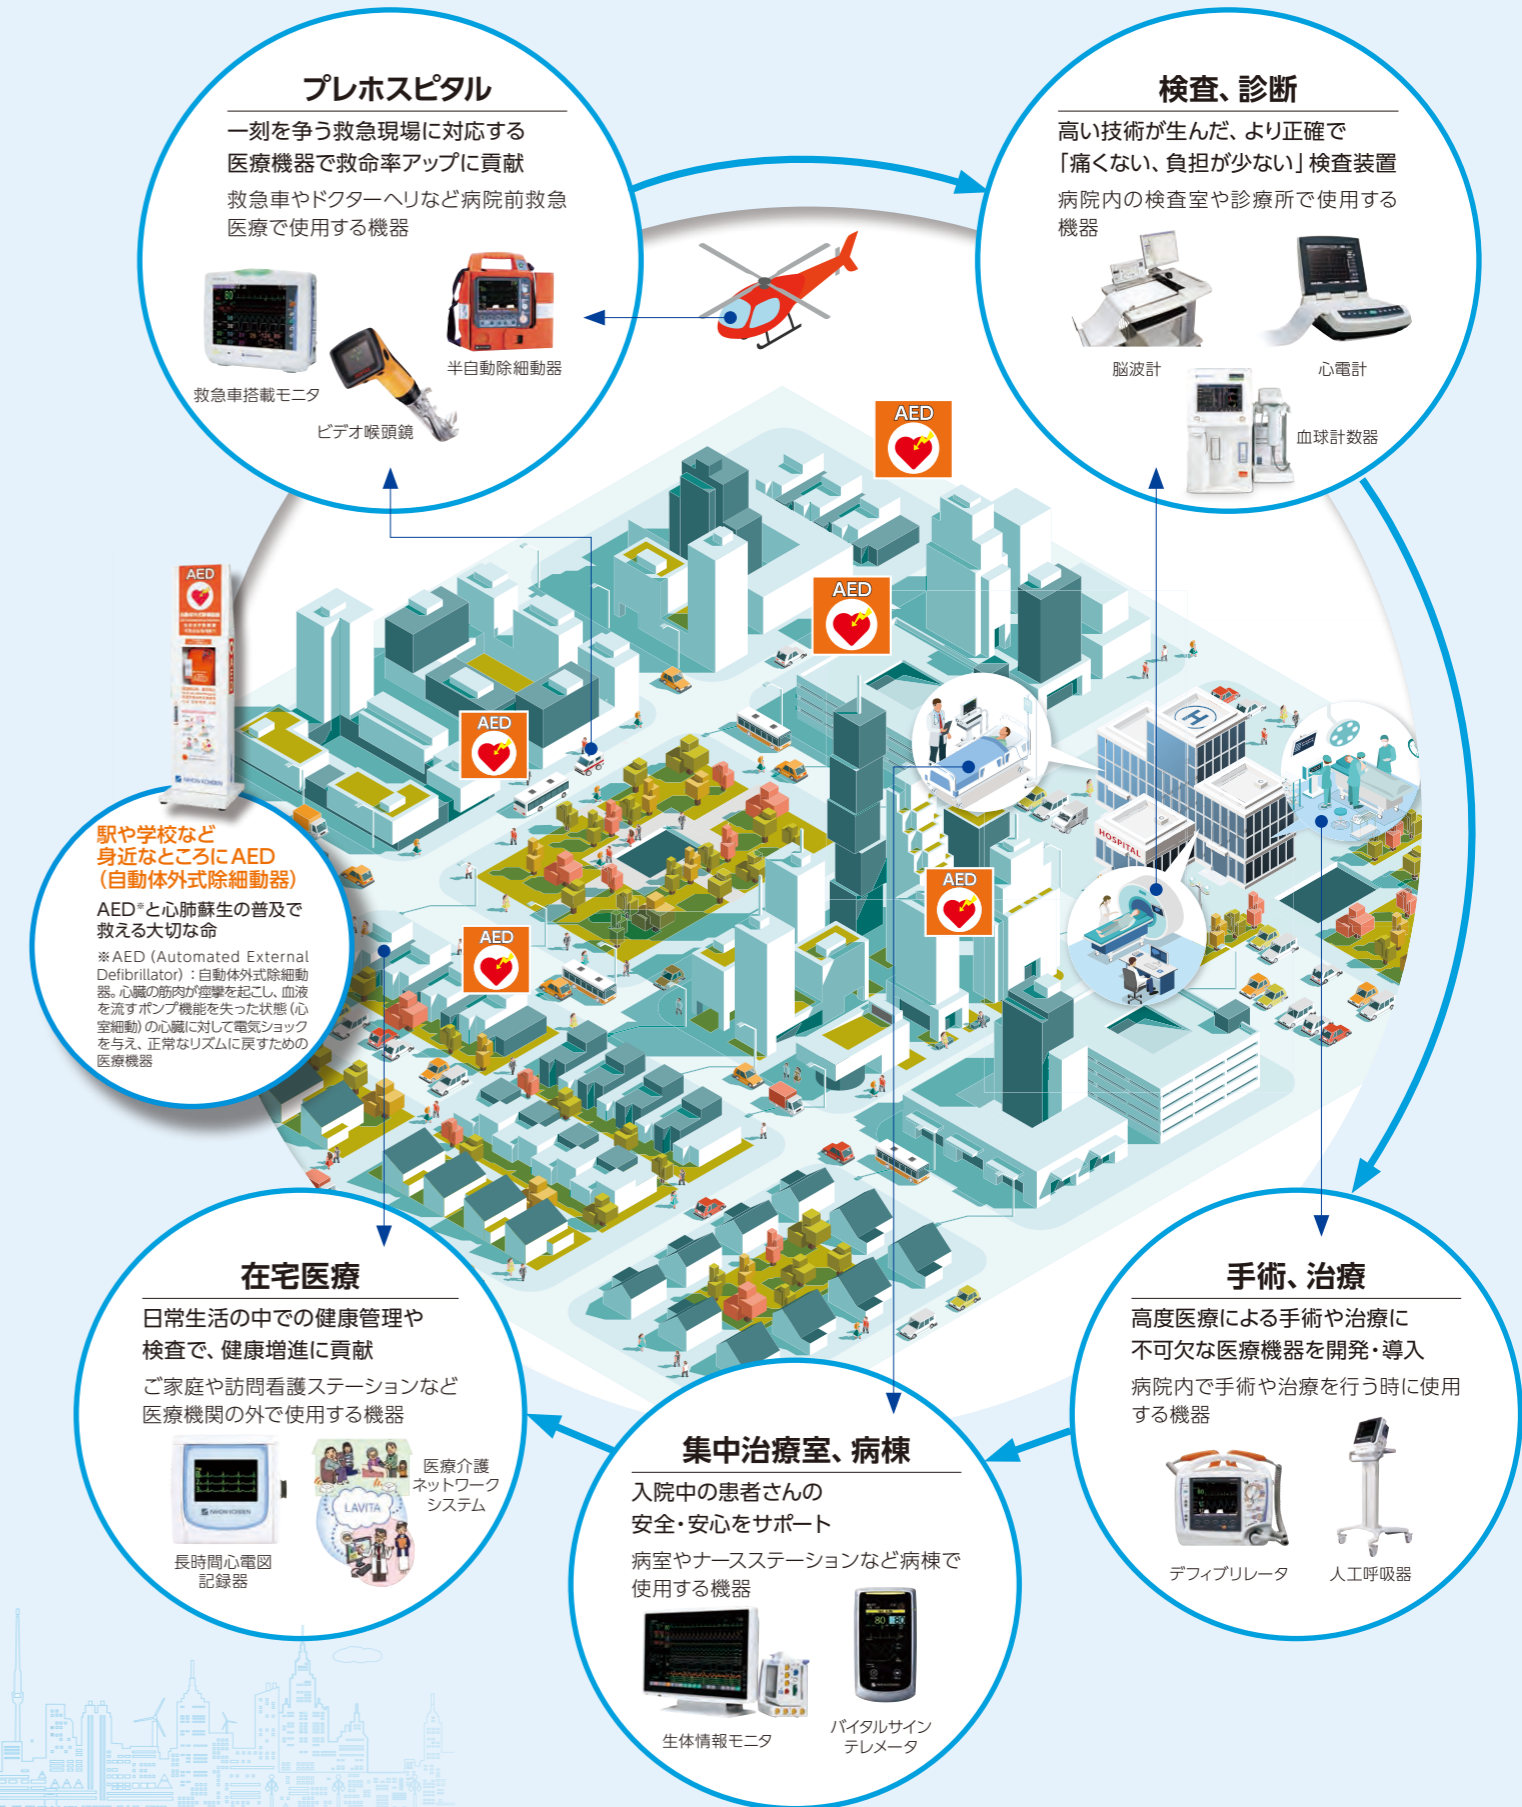 プレホスピタル
一刻を争う救急現場に対応する
医療機器で救命率アップに貢献
救急車やドクターヘリなど病院前救急
医療で使用する機器
救急車搭載モニタ
ビデオ喉頭鏡
半自動除細動器
検査、診断
高い技術が生んだ、より正確で
「痛くない、負担が少ない」検査装置
病院内の検査室や診療所で使用する
機器
脳波計
心電計
血球計数器
AED
AED
AED
AED
AED
AED
HOSPITAL
H
NIHON KOHDEN
駅や学校など
身近なところにAED
（自動体外式除細動器）
AED※と心肺蘇生の普及で
救える大切な命
※AED（Automated External
Defibrillator）：自動体外式除細動
器。心臓の筋肉が痙攣を起こし、血液
を流すポンプ機能を失った状態（心
室細動）の心臓に対して電気ショック
を与え、正常なリズムに戻すための
医療機器
手術、治療
高度医療による手術や治療に
不可欠な医療機器を開発・導入
病院内で手術や治療を行う時に使用
する機器
デフィブリレータ
人工呼吸器
集中治療室、病棟
入院中の患者さんの
安全・安心をサポート
病室やナースステーションなど病棟で
使用する機器
生体情報モニタ
バイタルサイン
テレメータ
在宅医療
日常生活の中での健康管理や
検査で、健康増進に貢献
ご家庭や訪問看護ステーションなど
医療機関の外で使用する機器
NIHON KOHDEN
長時間心電図
記録器
LAVITA
医療介護
ネットワーク
システム